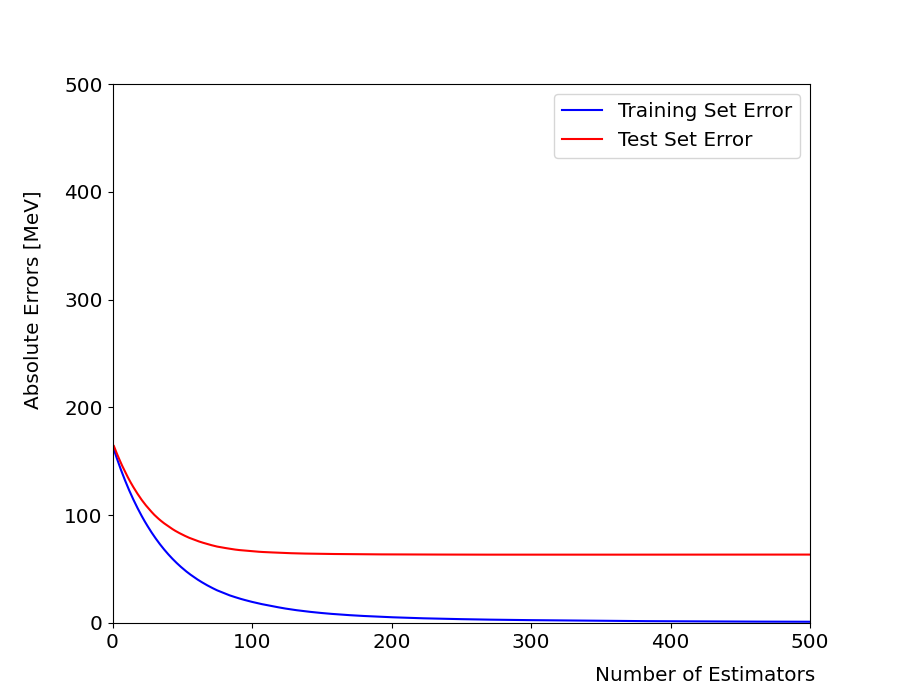 500
400
300
200
100
0
Absolute Errors [MeV]
Training Set Error
Test Set Error
0 100 200 300 400 500
Number of Estimators